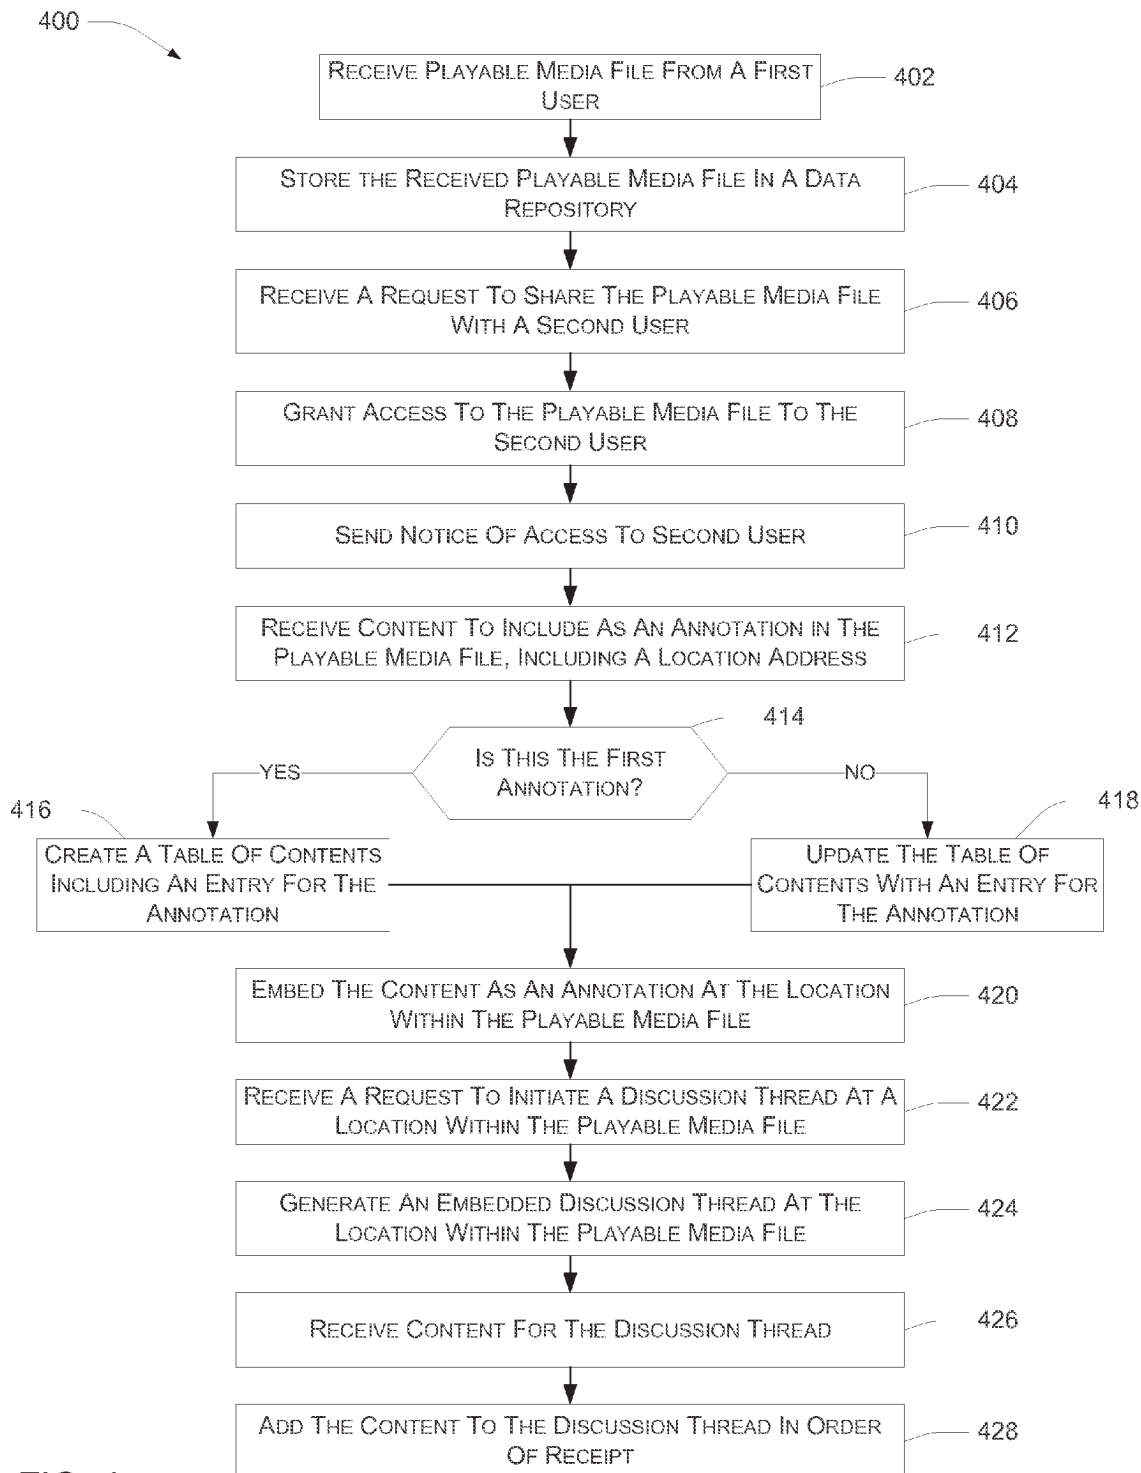 400
RECEIVE PLAYABLE MEDIA FILE FROM A FIRST
USER
402
STORE THE RECEIVED PLAYABLE MEDIA FILE IN A DATA
REPOSITORY
404
RECEIVE A REQUEST TO SHARE THE PLAYABLE MEDIA FILE
WITH A SECOND USER
406
GRANT ACCESS TO THE PLAYABLE MEDIA FILE TO THE
SECOND USER
408
SEND NOTICE OF ACCESS TO SECOND USER
410
RECEIVE CONTENT TO INCLUDE AS AN ANNOTATION IN THE
PLAYABLE MEDIA FILE, INCLUDING A LOCATION ADDRESS
412
IS THIS THE FIRST
ANNOTATION?
414
YES
NO
416
CREATE A TABLE OF CONTENTS
INCLUDING AN ENTRY FOR THE
ANNOTATION
418
UPDATE THE TABLE OF
CONTENTS WITH AN ENTRY FOR
THE ANNOTATION
EMBED THE CONTENT AS AN ANNOTATION AT THE LOCATION
WITHIN THE PLAYABLE MEDIA FILE
420
RECEIVE A REQUEST TO INITIATE A DISCUSSION THREAD AT A
LOCATION WITHIN THE PLAYABLE MEDIA FILE
422
GENERATE AN EMBEDDED DISCUSSION THREAD AT THE
LOCATION WITHIN THE PLAYABLE MEDIA FILE
424
RECEIVE CONTENT FOR THE DISCUSSION THREAD
426
ADD THE CONTENT TO THE DISCUSSION THREAD IN ORDER
OF RECEIPT
428